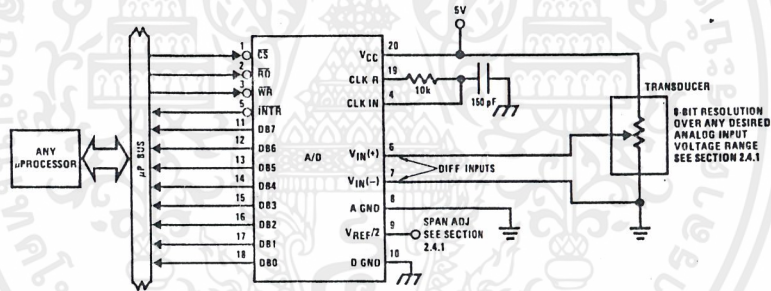 5V
1 CS VCC 20
2 RD CLK R 19 10k
3 WR CLK IN 4 150 pF
5 INTR
11 DB7
12 DB6 VIN(+) 6
13 DB5 DIFF INPUTS
14 DB4 VIN(−) 7
15 DB3 A GND 8
16 DB2 VREF/2 9
17 DB1
18 DB0 D GND 10
A/D
ANY
μPROCESSOR
μP BUS
SPAN ADJ
SEE SECTION
2.4.1
TRANSDUCER
8-BIT RESOLUTION
OVER ANY DESIRED
ANALOG INPUT
VOLTAGE RANGE
SEE SECTION 2.4.1